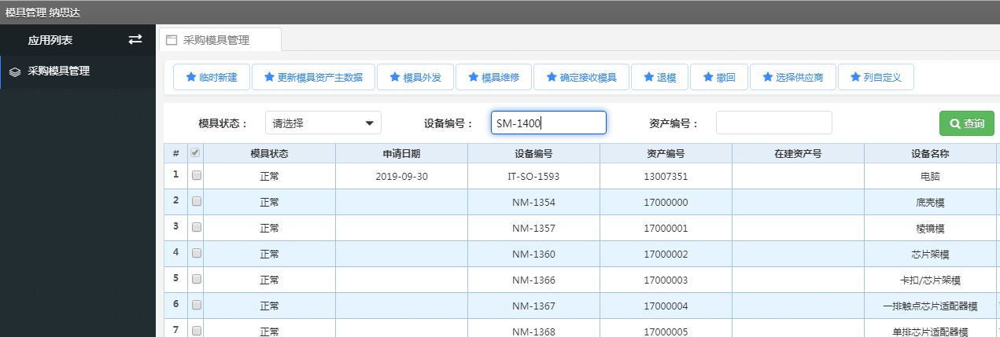 模具管理 纳思达
应用列表
采购模具管理
采购模具管理
临时新建 更新模具资产主数据 模具外发 模具维修 确定接收模具 退模 撤回 选择供应商 列自定义
模具状态： 请选择 设备编号： SM-1400 资产编号： 查询
# 模具状态 申请日期 设备编号 资产编号 在建资产号 设备名称
1 正常 2019-09-30 IT-SO-1593 13007351 电脑
2 正常 NM-1354 17000000 底壳模
3 正常 NM-1357 17000001 棱镜模
4 正常 NM-1360 17000002 芯片架模
5 正常 NM-1366 17000003 卡扣/芯片架模
6 正常 NM-1367 17000004 一排触点芯片适配器模
7 正常 NM-1368 17000005 单排芯片适配器模